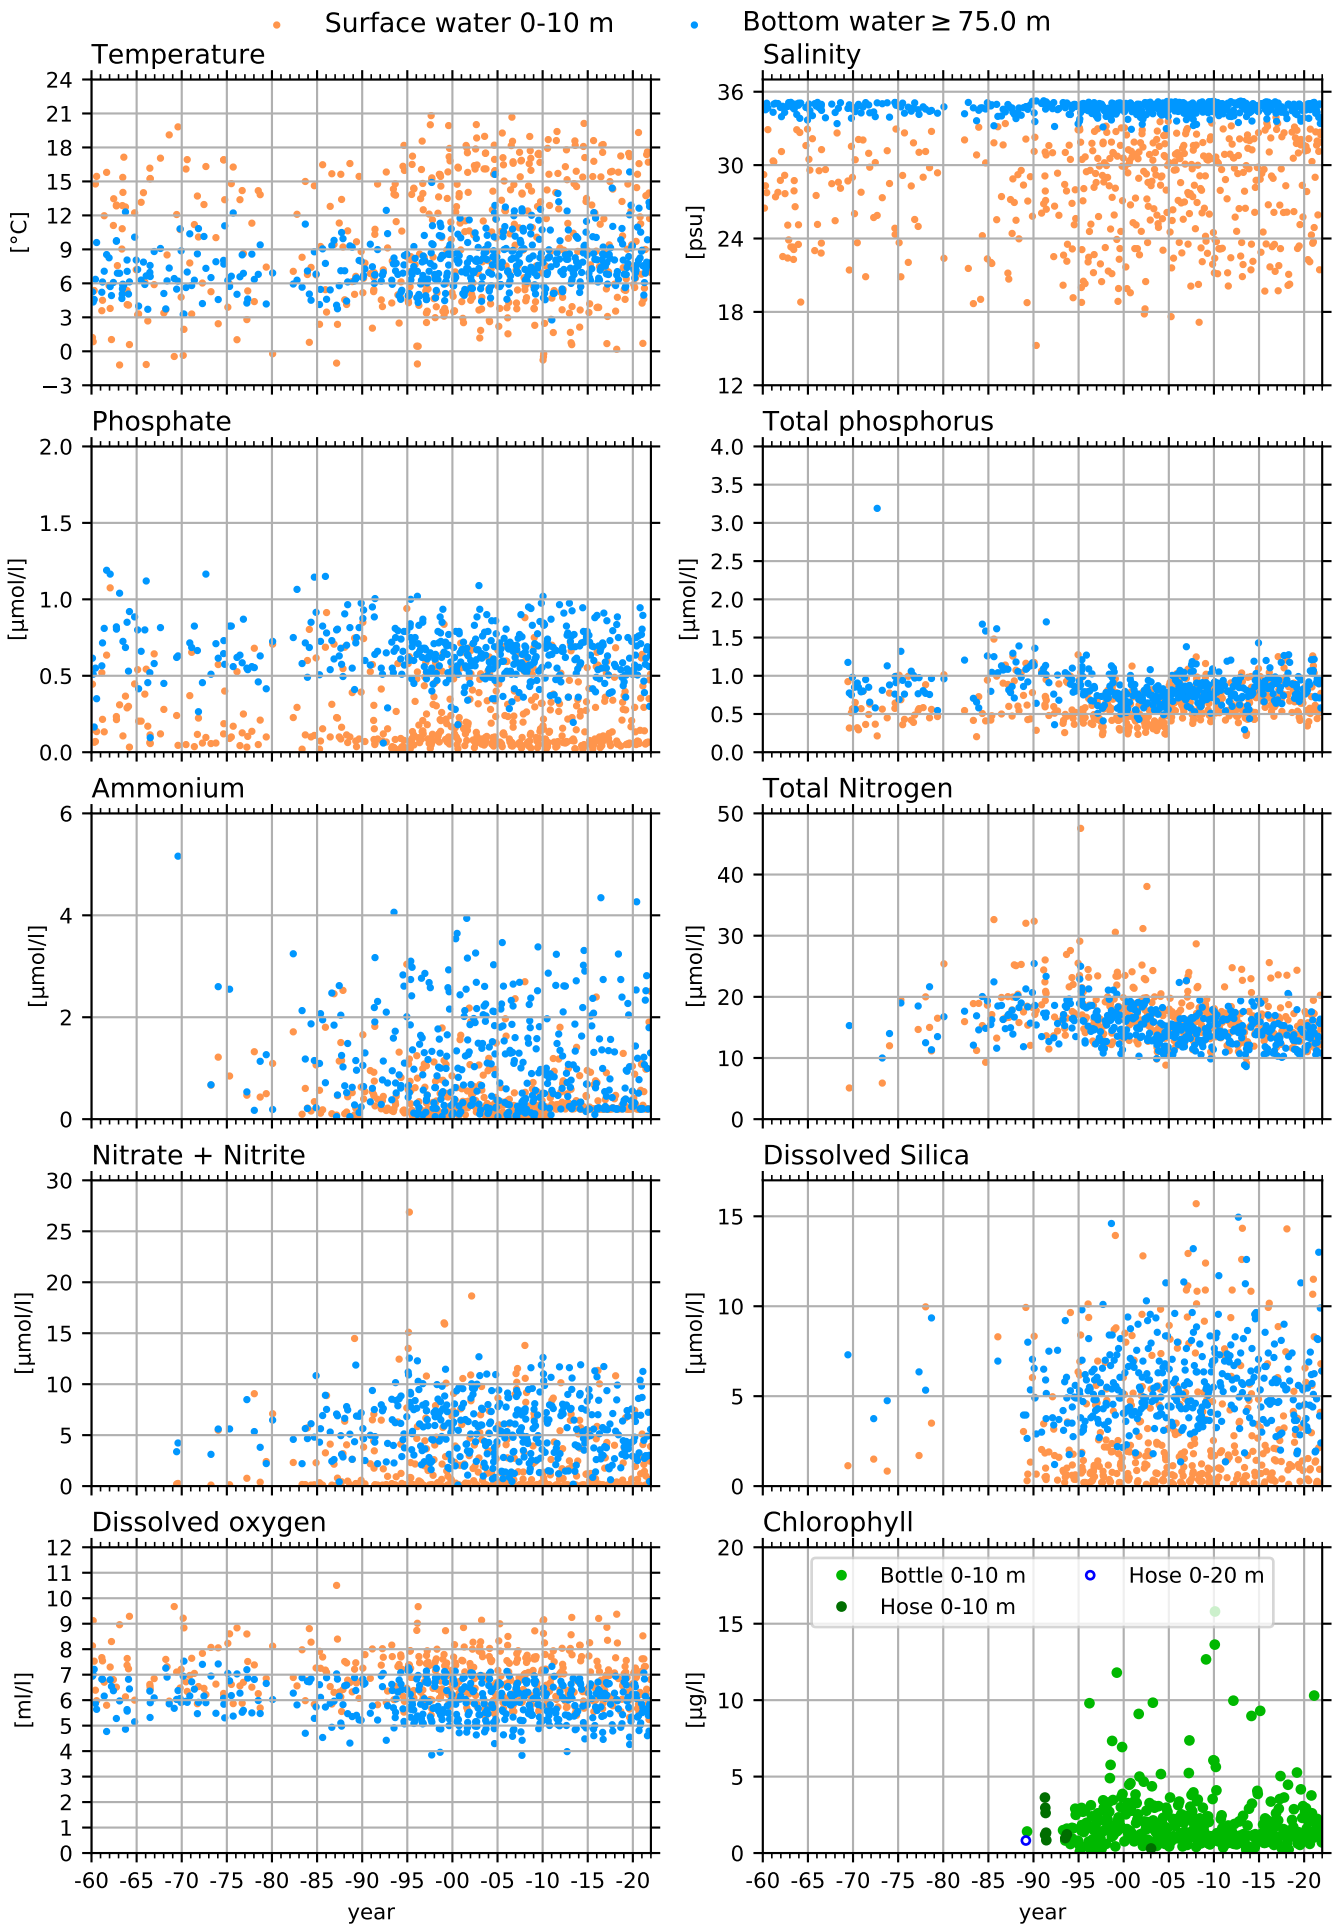 Surface water 0-10 m
Bottom water ≥ 75.0 m
Temperature
24
21
18
15
12
9
6
3
0
−3
[°C]
Salinity
36
30
24
18
12
[psu]
Phosphate
2.0
1.5
1.0
0.5
0.0
[µmol/l]
Total phosphorus
4.0
3.5
3.0
2.5
2.0
1.5
1.0
0.5
0.0
[µmol/l]
Ammonium
6
4
2
0
[µmol/l]
Total Nitrogen
50
40
30
20
10
0
[µmol/l]
Nitrate + Nitrite
30
25
20
15
10
5
0
[µmol/l]
Dissolved Silica
15
10
5
0
[µmol/l]
Dissolved oxygen
12
11
10
9
8
7
6
5
4
3
2
1
0
[ml/l]
-60 -65 -70 -75 -80 -85 -90 -95 -00 -05 -10 -15 -20
year
Chlorophyll
20
15
10
5
0
[µg/l]
Bottle 0-10 m
Hose 0-10 m
Hose 0-20 m
-60 -65 -70 -75 -80 -85 -90 -95 -00 -05 -10 -15 -20
year